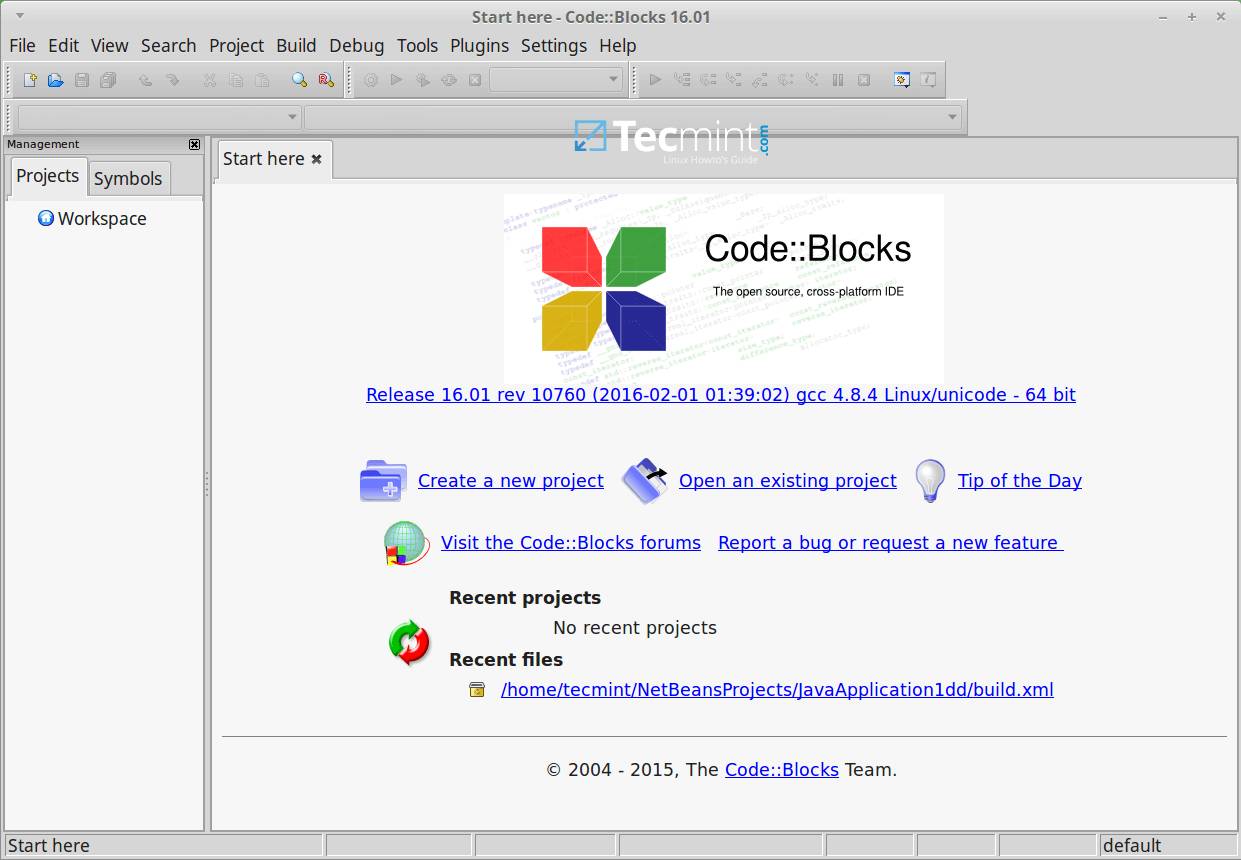 Start here - Code::Blocks 16.01
File Edit View Search Project Build Debug Tools Plugins Settings Help
Tecmint.com
Linux Howto's Guide
Management
Start here
Projects Symbols
Workspace
Code::Blocks
The open source, cross-platform IDE
Release 16.01 rev 10760 (2016-02-01 01:39:02) gcc 4.8.4 Linux/unicode - 64 bit
Create a new project Open an existing project Tip of the Day
Visit the Code::Blocks forums Report a bug or request a new feature
Recent projects
No recent projects
Recent files
/home/tecmint/NetBeansProjects/JavaApplication1dd/build.xml
© 2004 - 2015, The Code::Blocks Team.
Start here default